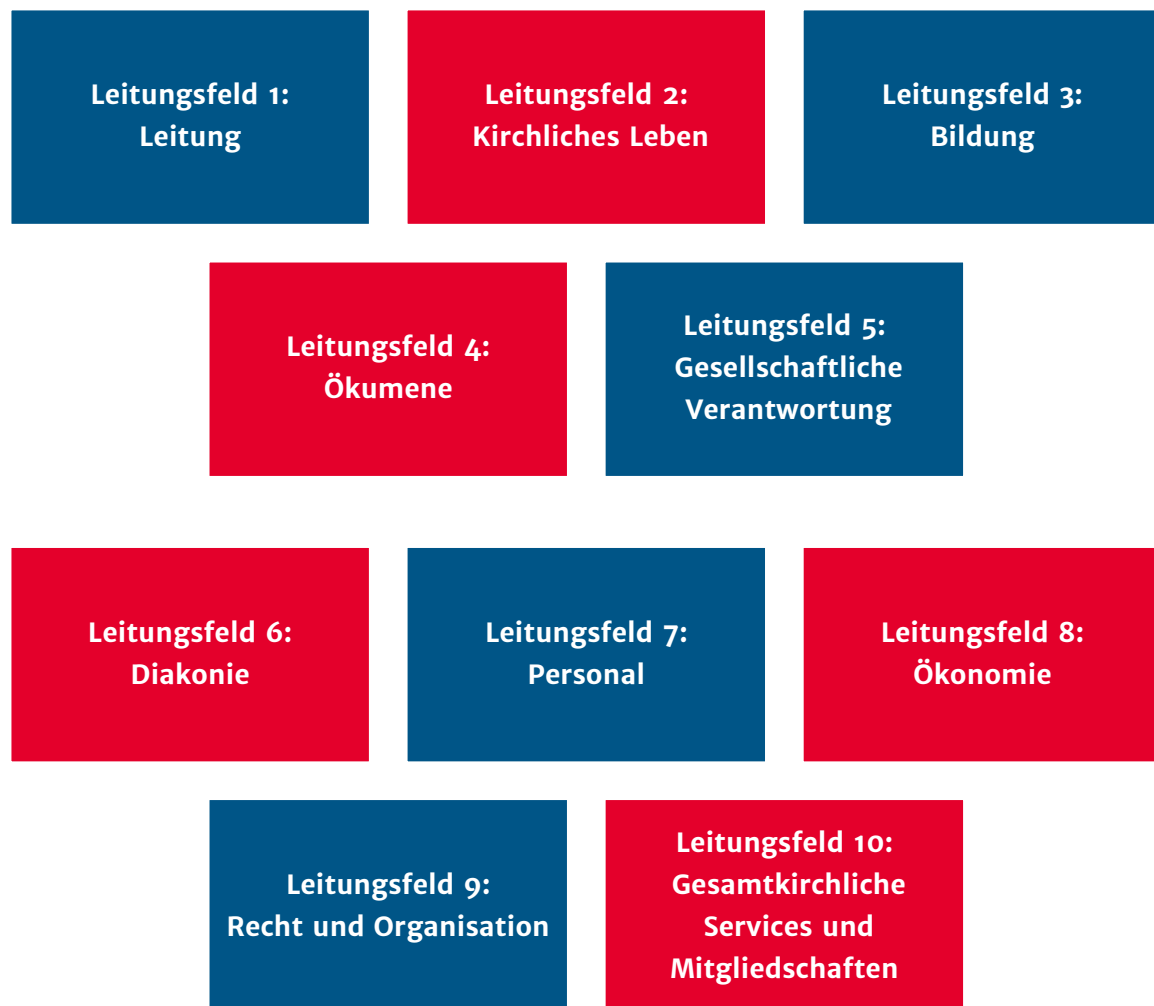 Leitungsfeld 1:
Leitung
Leitungsfeld 2:
Kirchliches Leben
Leitungsfeld 3:
Bildung
Leitungsfeld 4:
Ökumene
Leitungsfeld 5:
Gesellschaftliche
Verantwortung
Leitungsfeld 6:
Diakonie
Leitungsfeld 7:
Personal
Leitungsfeld 8:
Ökonomie
Leitungsfeld 9:
Recht und Organisation
Leitungsfeld 10:
Gesamtkirchliche
Services und
Mitgliedschaften